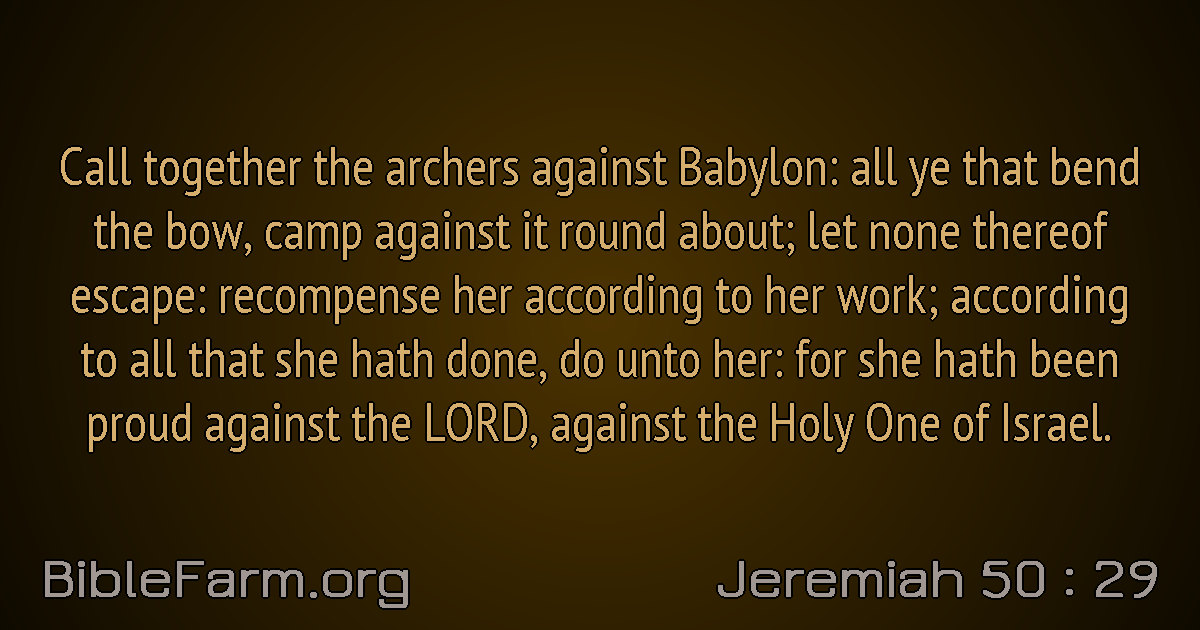 Call together the archers against Babylon: all ye that bend
the bow, camp against it round about; let none thereof
escape: recompense her according to her work; according
to all that she hath done, do unto her: for she hath been
proud against the LORD, against the Holy One of Israel.
BibleFarm.org
Jeremiah 50 : 29